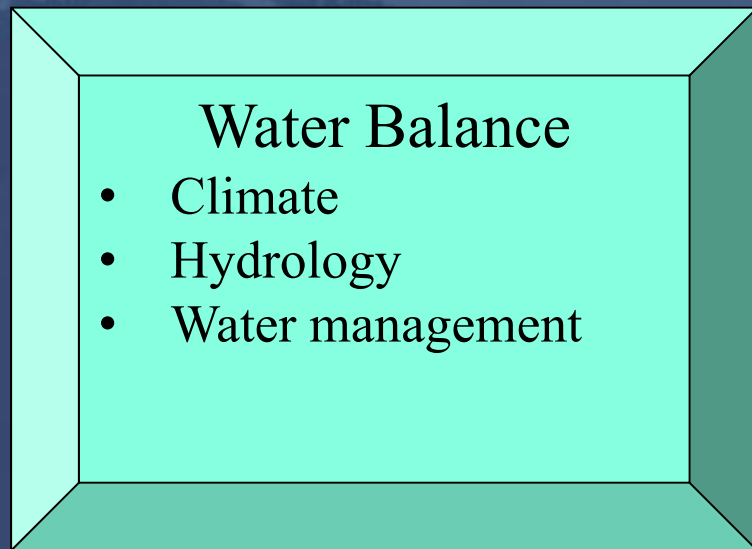 Water Balance
• Climate
• Hydrology
• Water management